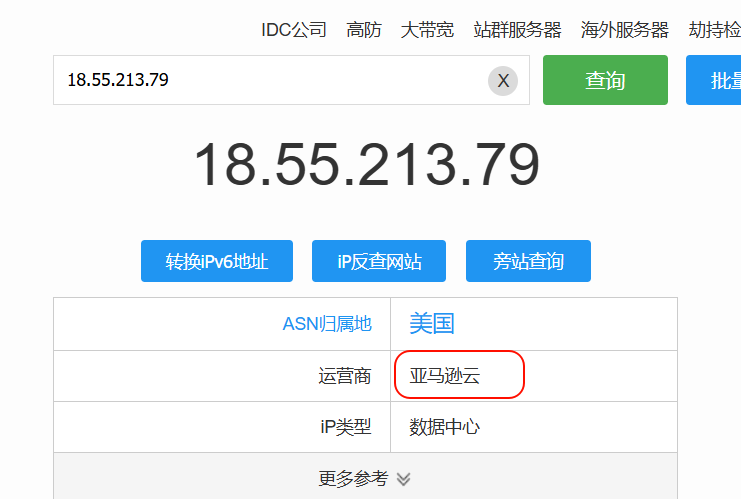 IDC公司 高防 大带宽 站群服务器 海外服务器 劫持检
18.55.213.79 X 查询 批量
18.55.213.79
转换iPv6地址 iP反查网站 旁站查询
ASN归属地 美国
运营商 亚马逊云
iP类型 数据中心
更多参考